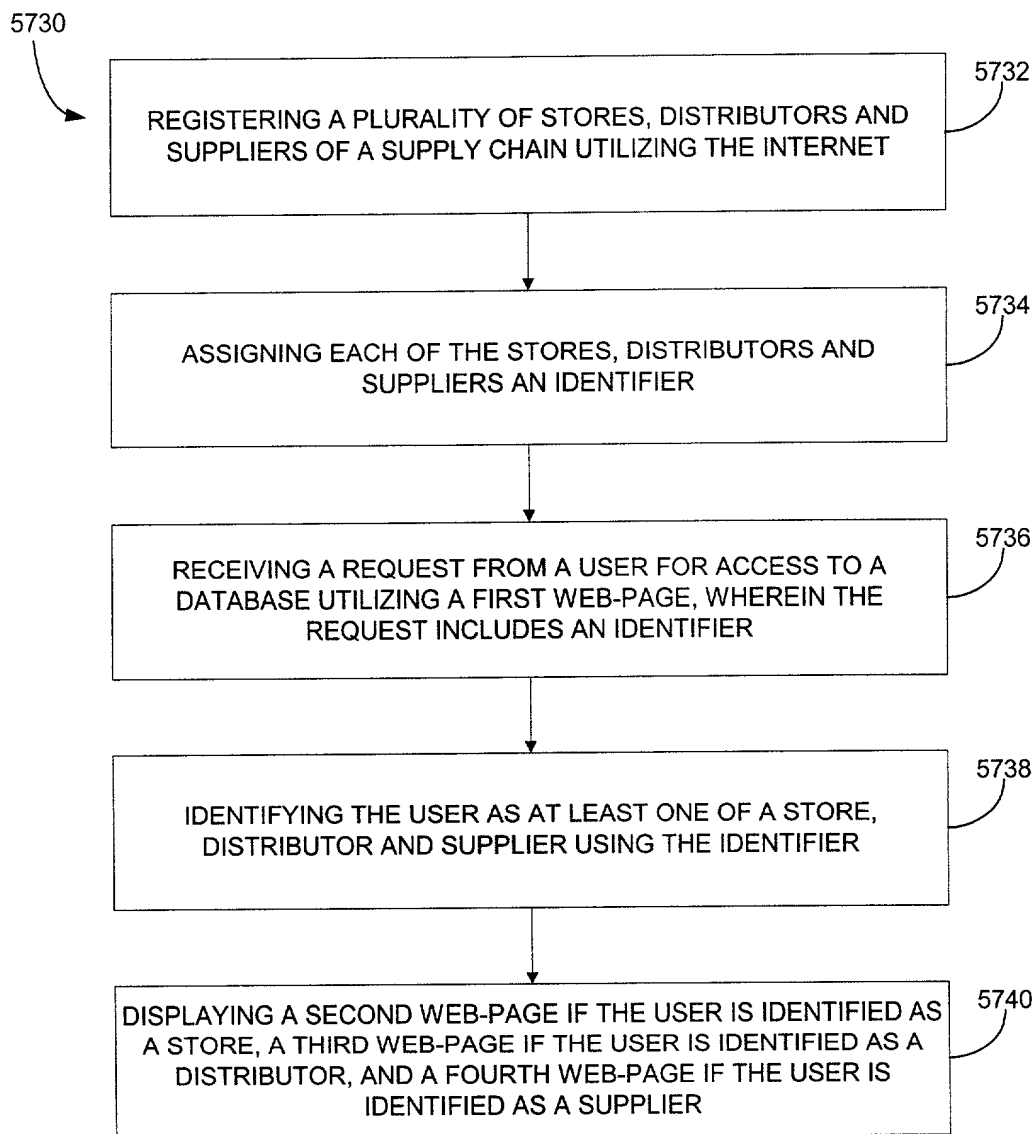 5730
5732
REGISTERING A PLURALITY OF STORES, DISTRIBUTORS AND
SUPPLIERS OF A SUPPLY CHAIN UTILIZING THE INTERNET
5734
ASSIGNING EACH OF THE STORES, DISTRIBUTORS AND
SUPPLIERS AN IDENTIFIER
5736
RECEIVING A REQUEST FROM A USER FOR ACCESS TO A
DATABASE UTILIZING A FIRST WEB-PAGE, WHEREIN THE
REQUEST INCLUDES AN IDENTIFIER
5738
IDENTIFYING THE USER AS AT LEAST ONE OF A STORE,
DISTRIBUTOR AND SUPPLIER USING THE IDENTIFIER
5740
DISPLAYING A SECOND WEB-PAGE IF THE USER IS IDENTIFIED AS
A STORE, A THIRD WEB-PAGE IF THE USER IS IDENTIFIED AS A
DISTRIBUTOR, AND A FOURTH WEB-PAGE IF THE USER IS
IDENTIFIED AS A SUPPLIER